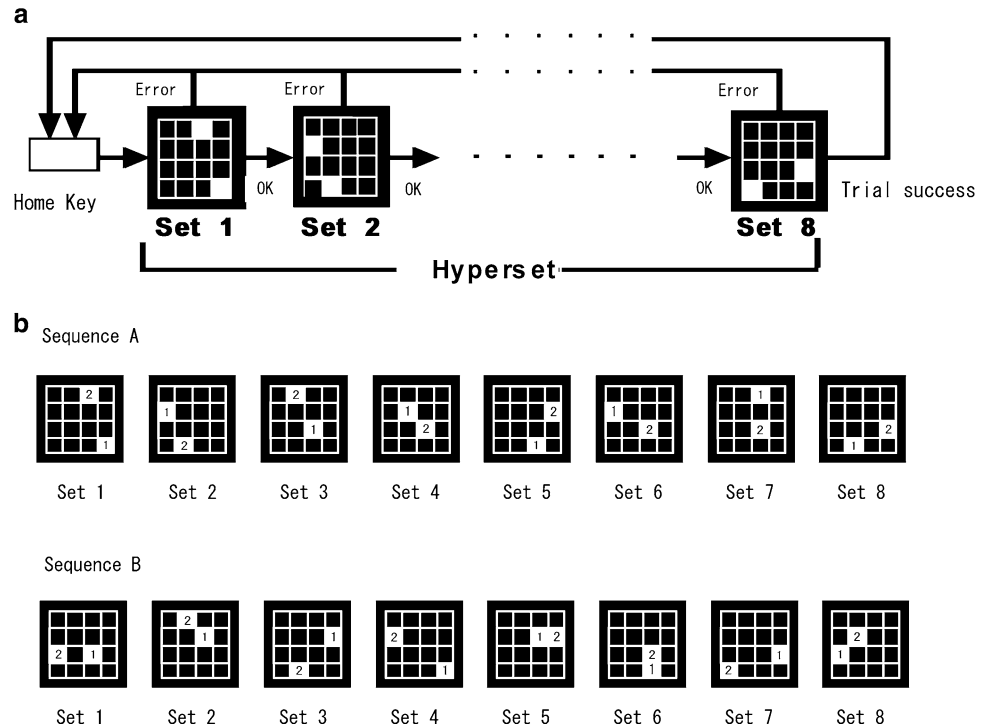 a
Error Error Error
OK OK OK
Home Key Trial success
Set 1 Set 2 Set 8
Hyperset
b
Sequence A
2 2 1
1 1 2 1 2
1 2 2 2
1 2 1 1
Set 1 Set 2 Set 3 Set 4 Set 5 Set 6 Set 7 Set 8
Sequence B
2
1 1 2 1 2 2
2 1 2 1 1
2 1 1 2
Set 1 Set 2 Set 3 Set 4 Set 5 Set 6 Set 7 Set 8